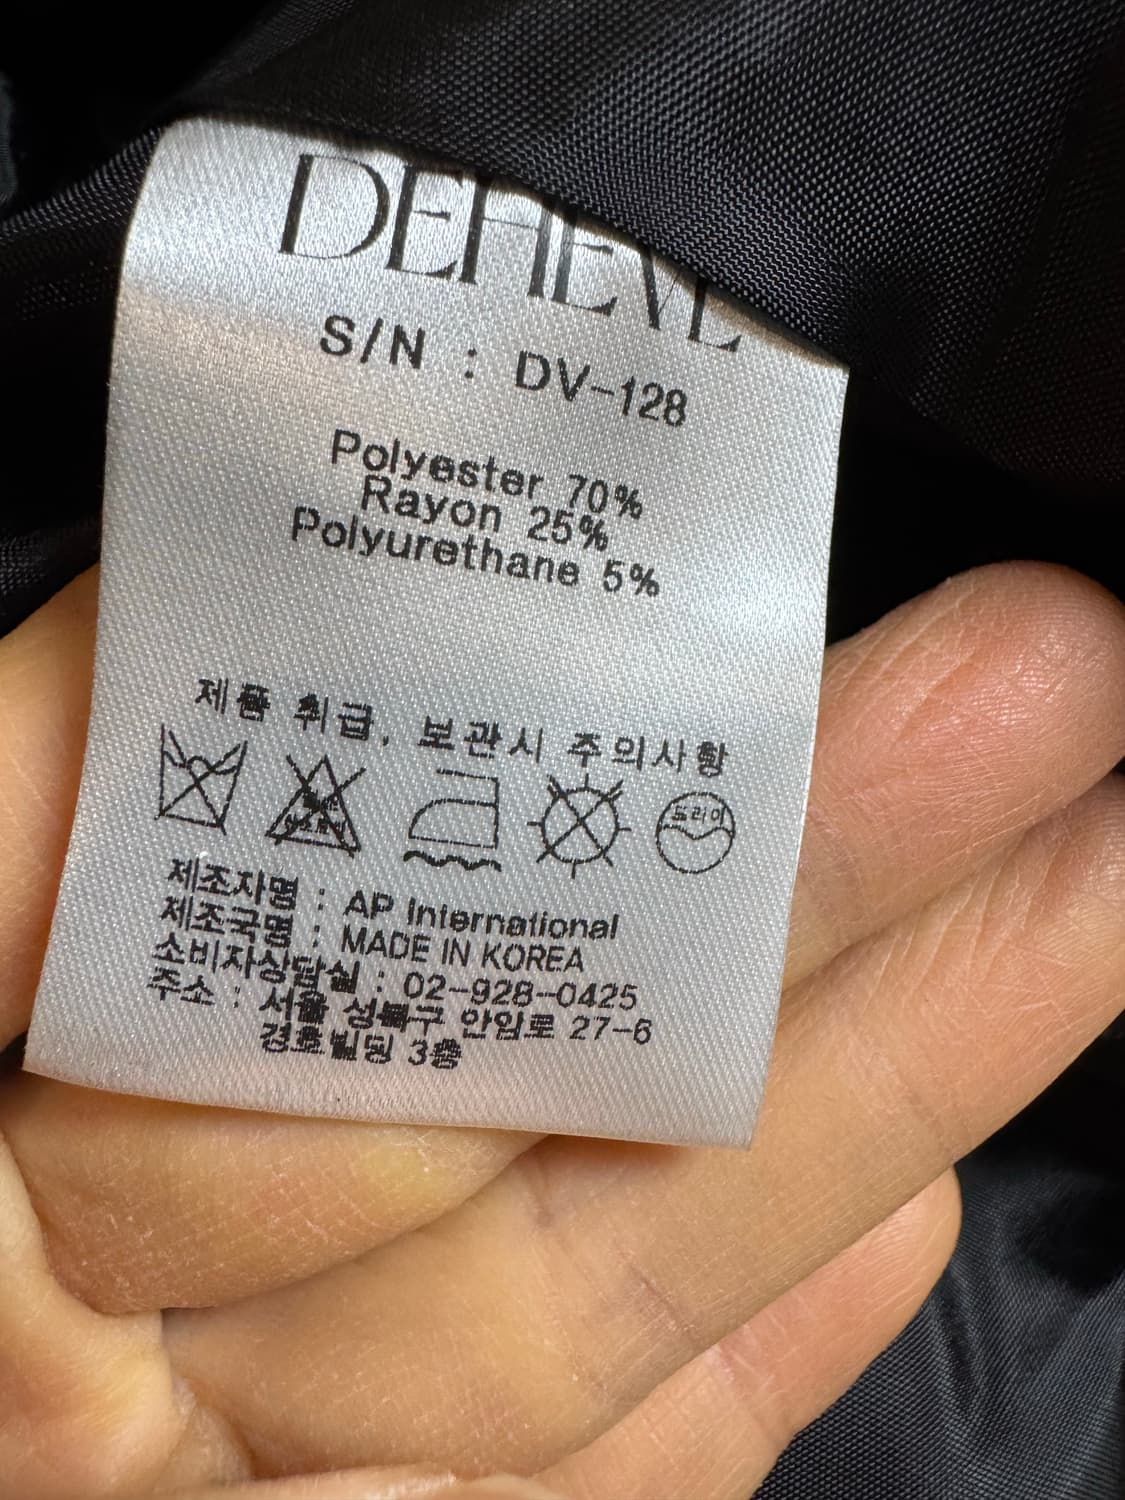 DEHEVE
S/N : DV-128
Polyester 70%
Rayon 25%
Polyurethane 5%
제품 취급, 보관시 주의사항
드라이
제조자명 : AP International
제조국명 : MADE IN KOREA
소비자상담실 : 02-928-0425
주소 : 서울 성북구 안암로 27-6
경호빌딩 3층